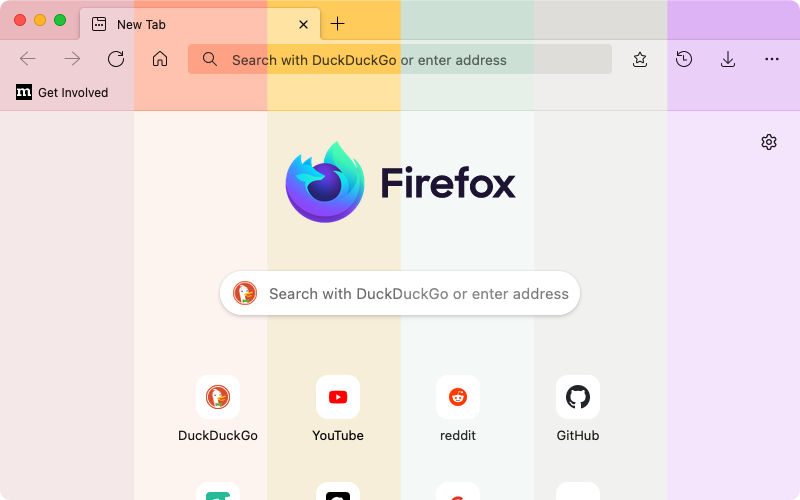 New Tab
Search with DuckDuckGo or enter address
m Get Involved
Firefox
Search with DuckDuckGo or enter address
DuckDuckGo YouTube reddit GitHub